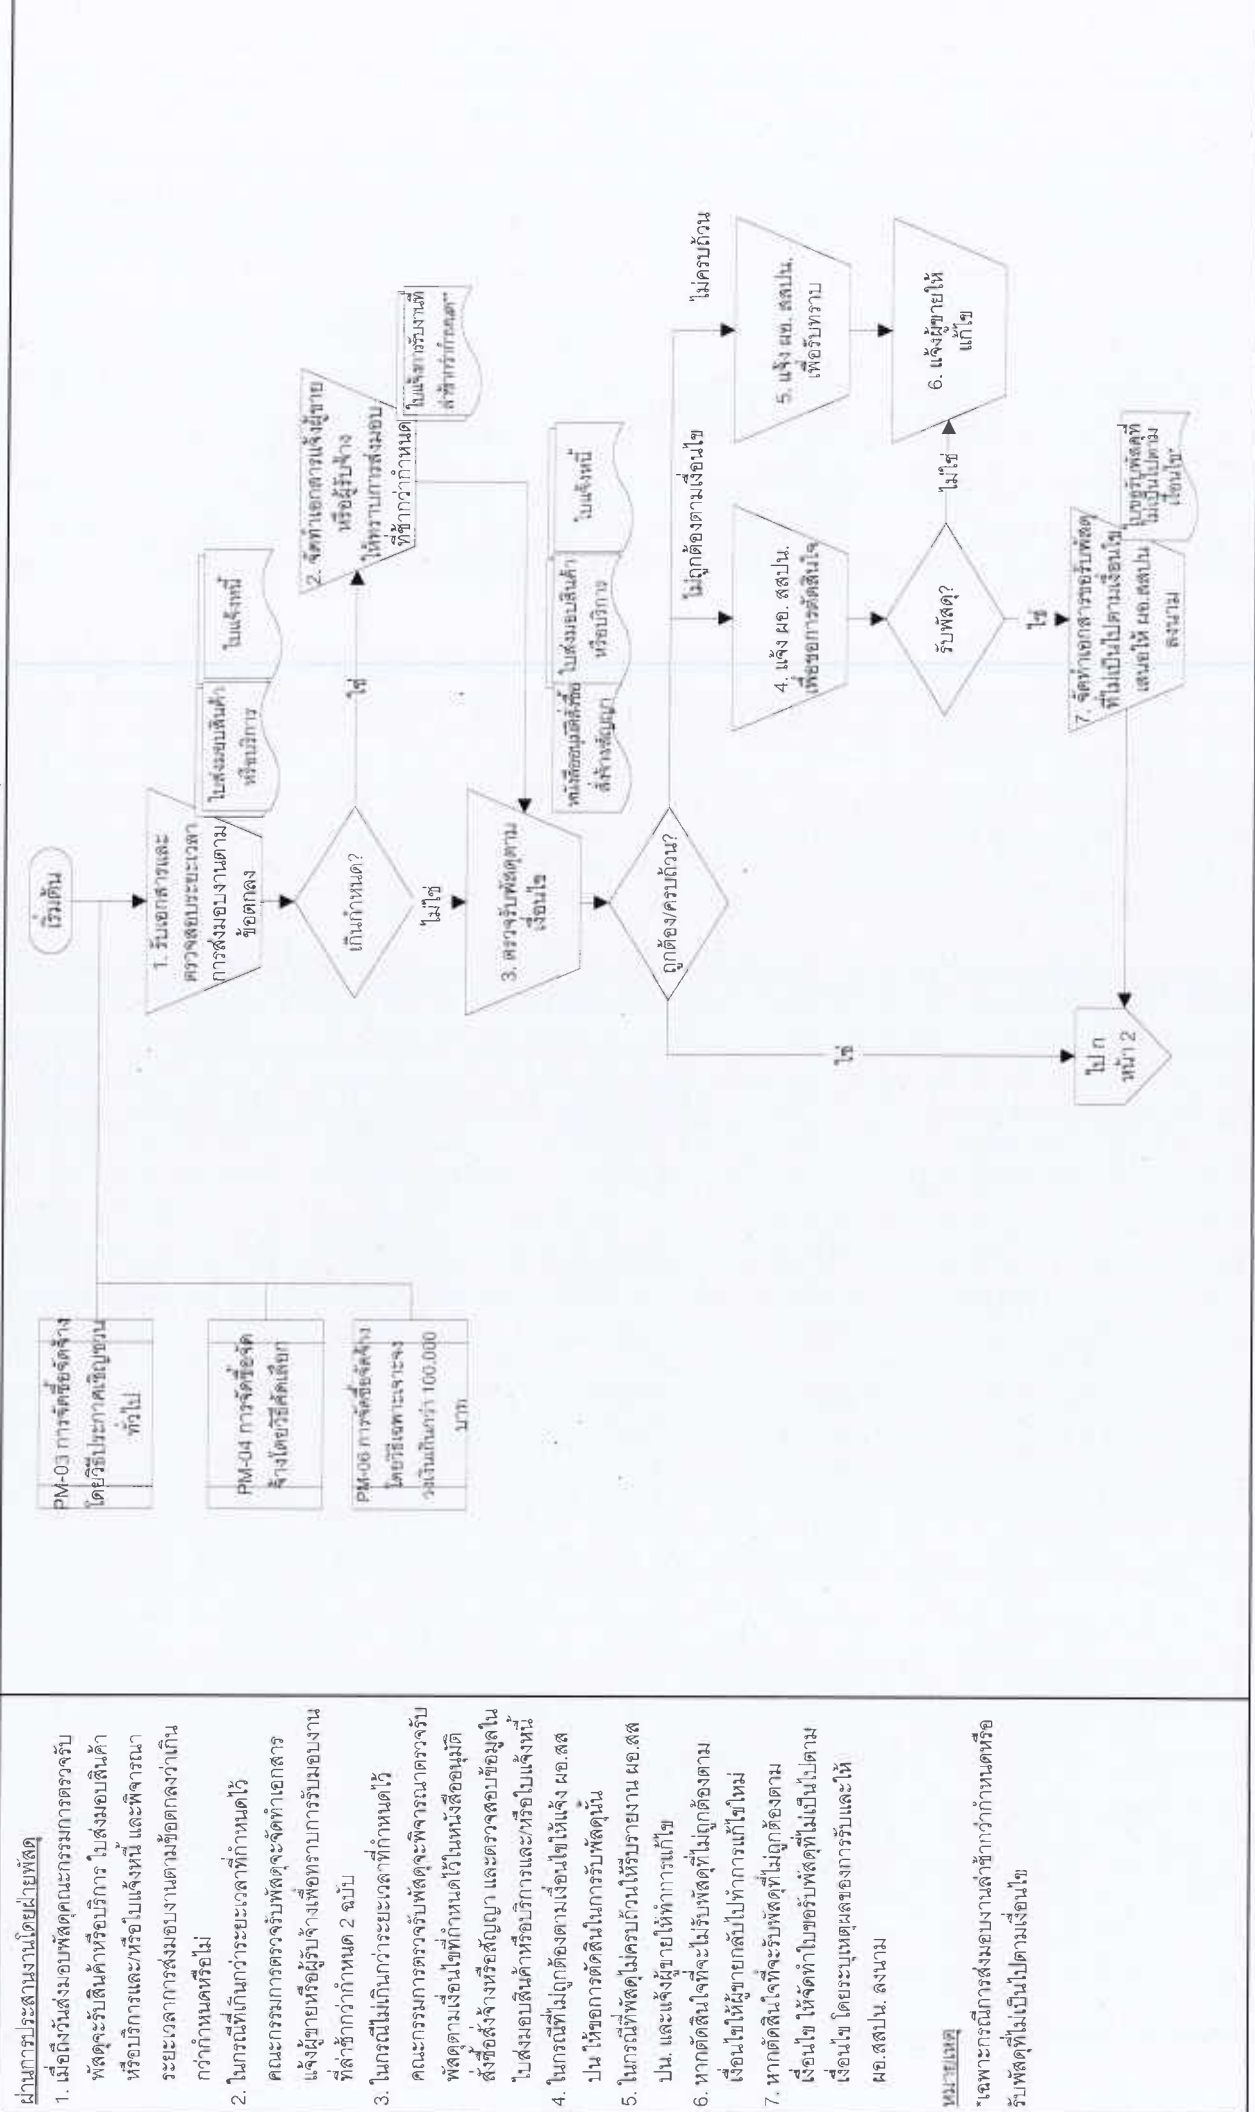 ผ่านการประสานงานโดยฝ่ายพัสดุ
1. เมื่อถึงวันส่งมอบพัสดุคณะกรรมการตรวจรับ
พัสดุจะรับสินค้าหรือบริการ ใบส่งมอบสินค้า
หรือบริการและ/หรือใบแจ้งหนี้ และพิจารณา
ระยะเวลาการส่งมอบงานตามข้อตกลงว่าเกิน
กว่ากำหนดหรือไม่
2. ในกรณีที่เกินกว่าระยะเวลาที่กำหนดไว้
คณะกรรมการตรวจรับพัสดุจะจัดทำเอกสาร
แจ้งผู้ขายหรือผู้รับจ้างเพื่อทราบการรับมอบงาน
ที่ล่าช้ากว่ากำหนด 2 ฉบับ
3. ในกรณีไม่เกินกว่าระยะเวลาที่กำหนดไว้
คณะกรรมการตรวจรับพัสดุจะพิจารณาตรวจรับ
พัสดุตามเงื่อนไขที่กำหนดไว้ในหนังสืออนุมัติ
สั่งซื้อสั่งจ้างหรือสัญญา และตรวจสอบข้อมูลใน
ใบส่งมอบสินค้าหรือบริการและ/หรือใบแจ้งหนี้
4. ในกรณีที่ไม่ถูกต้องตามเงื่อนไขให้แจ้ง ผอ.สส
ปน ให้ขอการตัดสินในการรับพัสดุนั้น
5. ในกรณีที่พัสดุไม่ครบถ้วนให้รีบรายงาน ผอ.สส
ปน. และแจ้งผู้ขายให้ทำการแก้ไข
6. หากตัดสินใจที่จะไม่รับพัสดุที่ไม่ถูกต้องตาม
เงื่อนไขให้ผู้ขายกลับไปทำการแก้ไขใหม่
7. หากตัดสินใจที่จะรับพัสดุที่ไม่ถูกต้องตาม
เงื่อนไข ให้จัดทำใบขอรับพัสดุที่ไม่เป็นไปตาม
เงื่อนไข โดยระบุเหตุผลของการรับและให้
ผอ.สสปน. ลงนาม
หมายเหตุ
*เฉพาะกรณีการส่งมอบงานล่าช้ากว่ากำหนดหรือ
รับพัสดุที่ไม่เป็นไปตามเงื่อนไข
PM-03 การจัดซื้อจัดจ้าง
โดยวิธีประกาศเชิญชวน
ทั่วไป
PM-04 การจัดซื้อจัด
จ้างโดยวิธีคัดเลือก
PM-06 การจัดซื้อจัดจ้าง
โดยวิธีเฉพาะเจาะจง
วงเงินเกินกว่า 100,000
บาท
เริ่มต้น
1. รับเอกสารและ
ตรวจสอบระยะเวลา
การส่งมอบงานตาม
ข้อตกลง
ใบส่งมอบสินค้า
หรือบริการ
ใบแจ้งหนี้
เกินกำหนด?
ใช่
ไม่ใช่
2. จัดทำเอกสารแจ้งผู้ขาย
หรือผู้รับจ้าง
ให้ทราบการส่งมอบ
ที่ช้ากว่ากำหนด
ใบแจ้งการรับงานที่
ล่าช้ากว่ากำหนด*
3. ตรวจรับพัสดุตาม
เงื่อนไข
หนังสืออนุมัติสั่งซื้อ
สั่งจ้าง/สัญญา
ใบส่งมอบสินค้า
หรือบริการ
ใบแจ้งหนี้
ถูกต้อง/ครบถ้วน?
ไม่ถูกต้องตามเงื่อนไข
ไม่ครบถ้วน
ใช่
4. แจ้ง ผอ. สสปน.
เพื่อขอการตัดสินใจ
5. แจ้ง ผอ. สสปน.
เพื่อรับทราบ
รับพัสดุ?
ไม่ใช่
ใช่
6. แจ้งผู้ขายให้
แก้ไข
7. จัดทำเอกสารขอรับพัสดุ
ที่ไม่เป็นไปตามเงื่อนไข
เสนอให้ ผอ.สสปน
ลงนาม
ใบขอรับพัสดุที่
ไม่เป็นไปตาม
เงื่อนไข*
ไป ก
หน้า 2